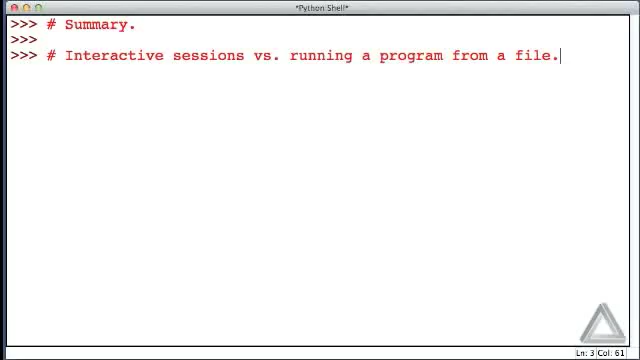 *Python Shell*
>>> # Summary.
>>>
>>> # Interactive sessions vs. running a program from a file.
Ln: 3 Col: 61